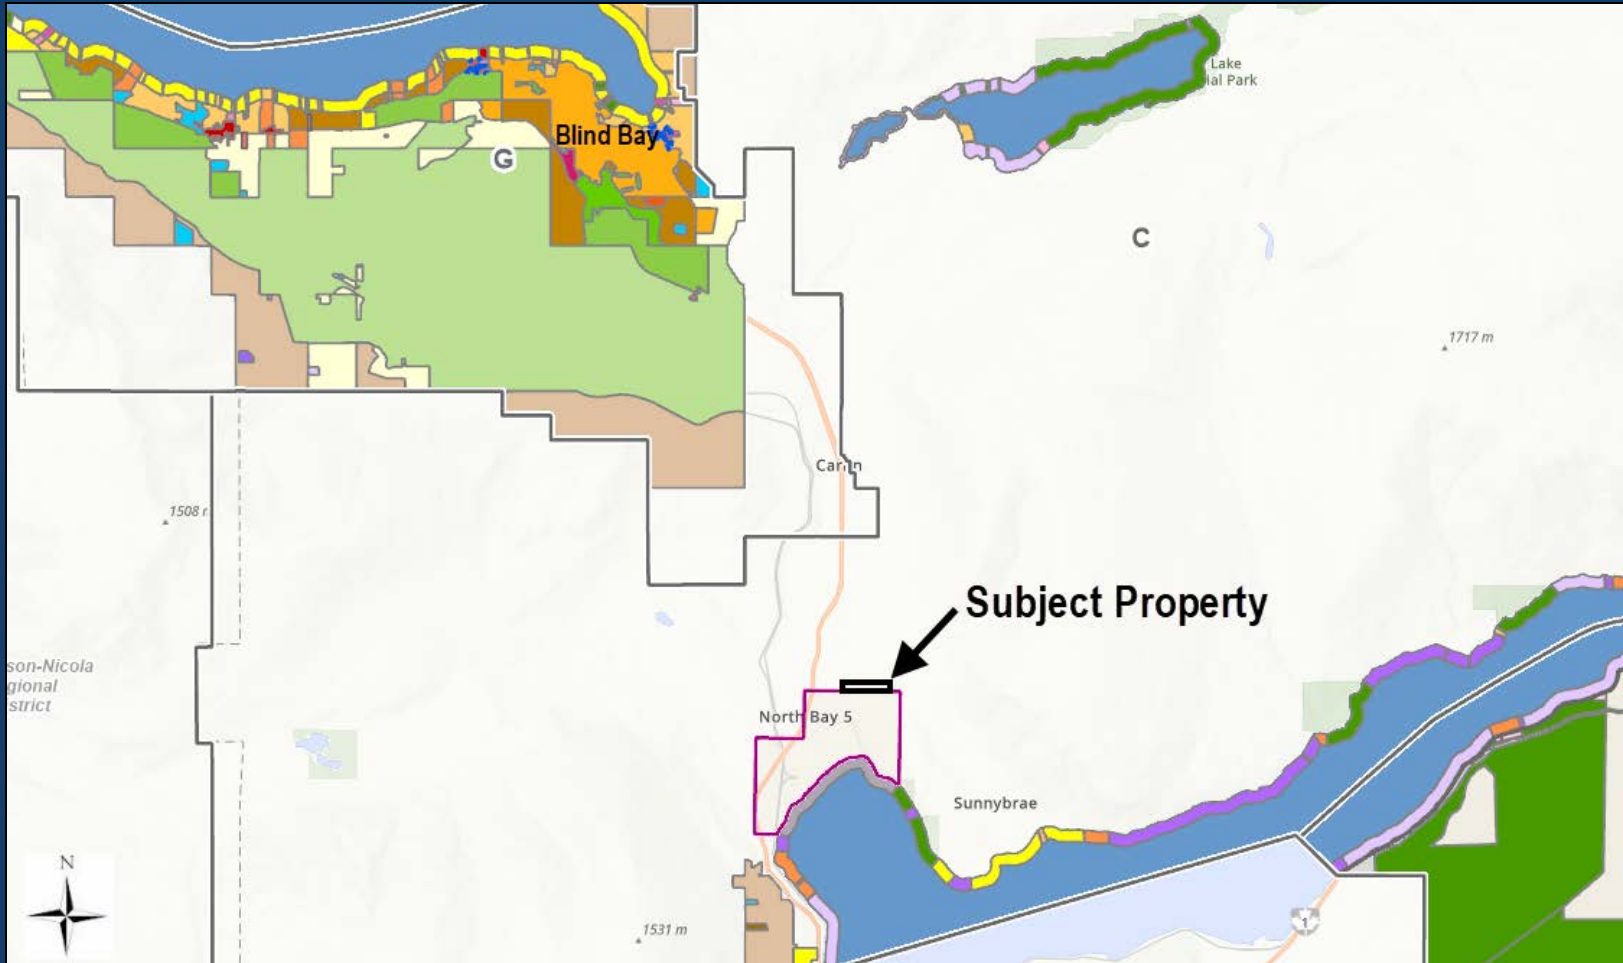 Lake
ial Park
Blind Bay
G
C
1717 m
Carlin
1508 m
Subject Property
son-Nicola
gional
strict
North Bay 5
Sunnybrae
N
1531 m
1